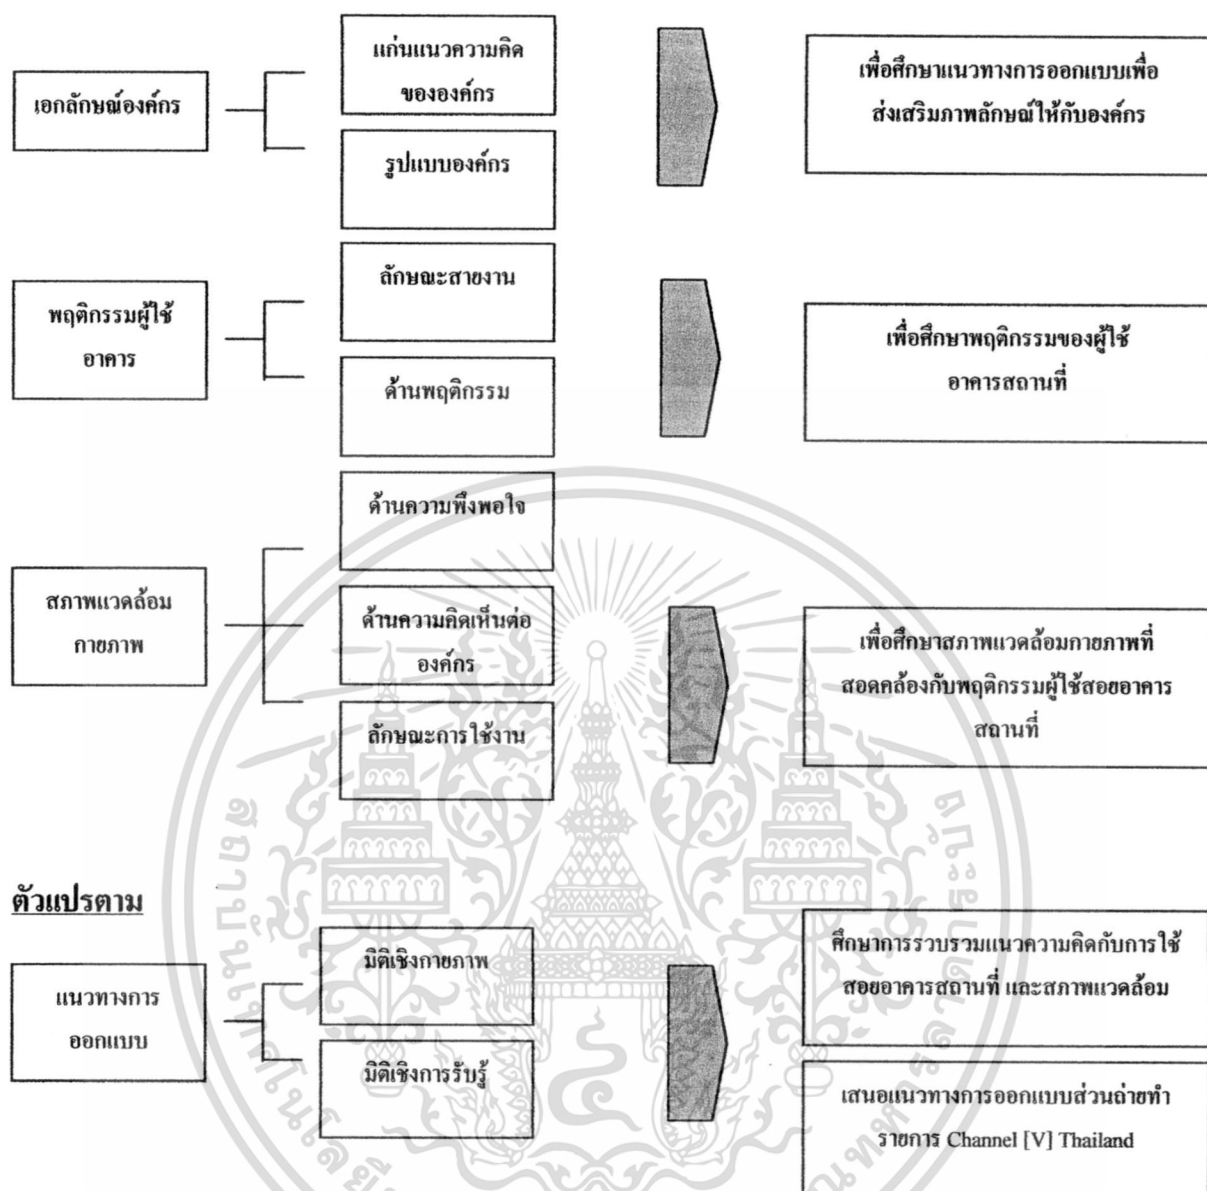 เอกลักษณ์องค์กร
แก่นแนวความคิด
ขององค์กร
รูปแบบองค์กร
เพื่อศึกษาแนวทางการออกแบบเพื่อ
ส่งเสริมภาพลักษณ์ให้กับองค์กร
พฤติกรรมผู้ใช้
อาคาร
ลักษณะสายงาน
ด้านพฤติกรรม
เพื่อศึกษาพฤติกรรมของผู้ใช้
อาคารสถานที่
สภาพแวดล้อม
กายภาพ
ด้านความพึงพอใจ
ด้านความคิดเห็นต่อ
องค์กร
ลักษณะการใช้งาน
เพื่อศึกษาสภาพแวดล้อมกายภาพที่
สอดคล้องกับพฤติกรรมผู้ใช้สอยอาคาร
สถานที่
ตัวแปรตาม
แนวทางการ
ออกแบบ
มิติเชิงกายภาพ
มิติเชิงการรับรู้
ศึกษาการรวบรวมแนวความคิดกับการใช้
สอยอาคารสถานที่ และสภาพแวดล้อม
เสนอแนวทางการออกแบบส่วนถ่ายทำ
รายการ Channel [V] Thailand